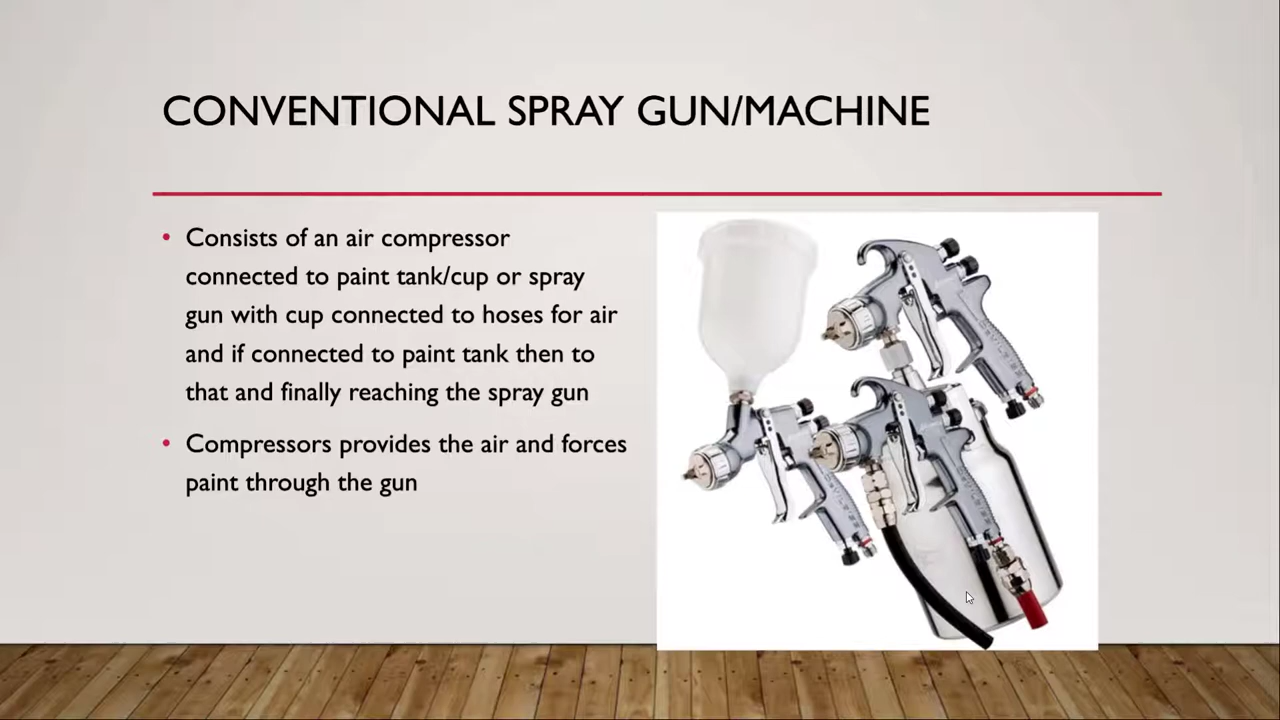 CONVENTIONAL SPRAY GUN/MACHINE
• Consists of an air compressor
connected to paint tank/cup or spray
gun with cup connected to hoses for air
and if connected to paint tank then to
that and finally reaching the spray gun
• Compressors provides the air and forces
paint through the gun